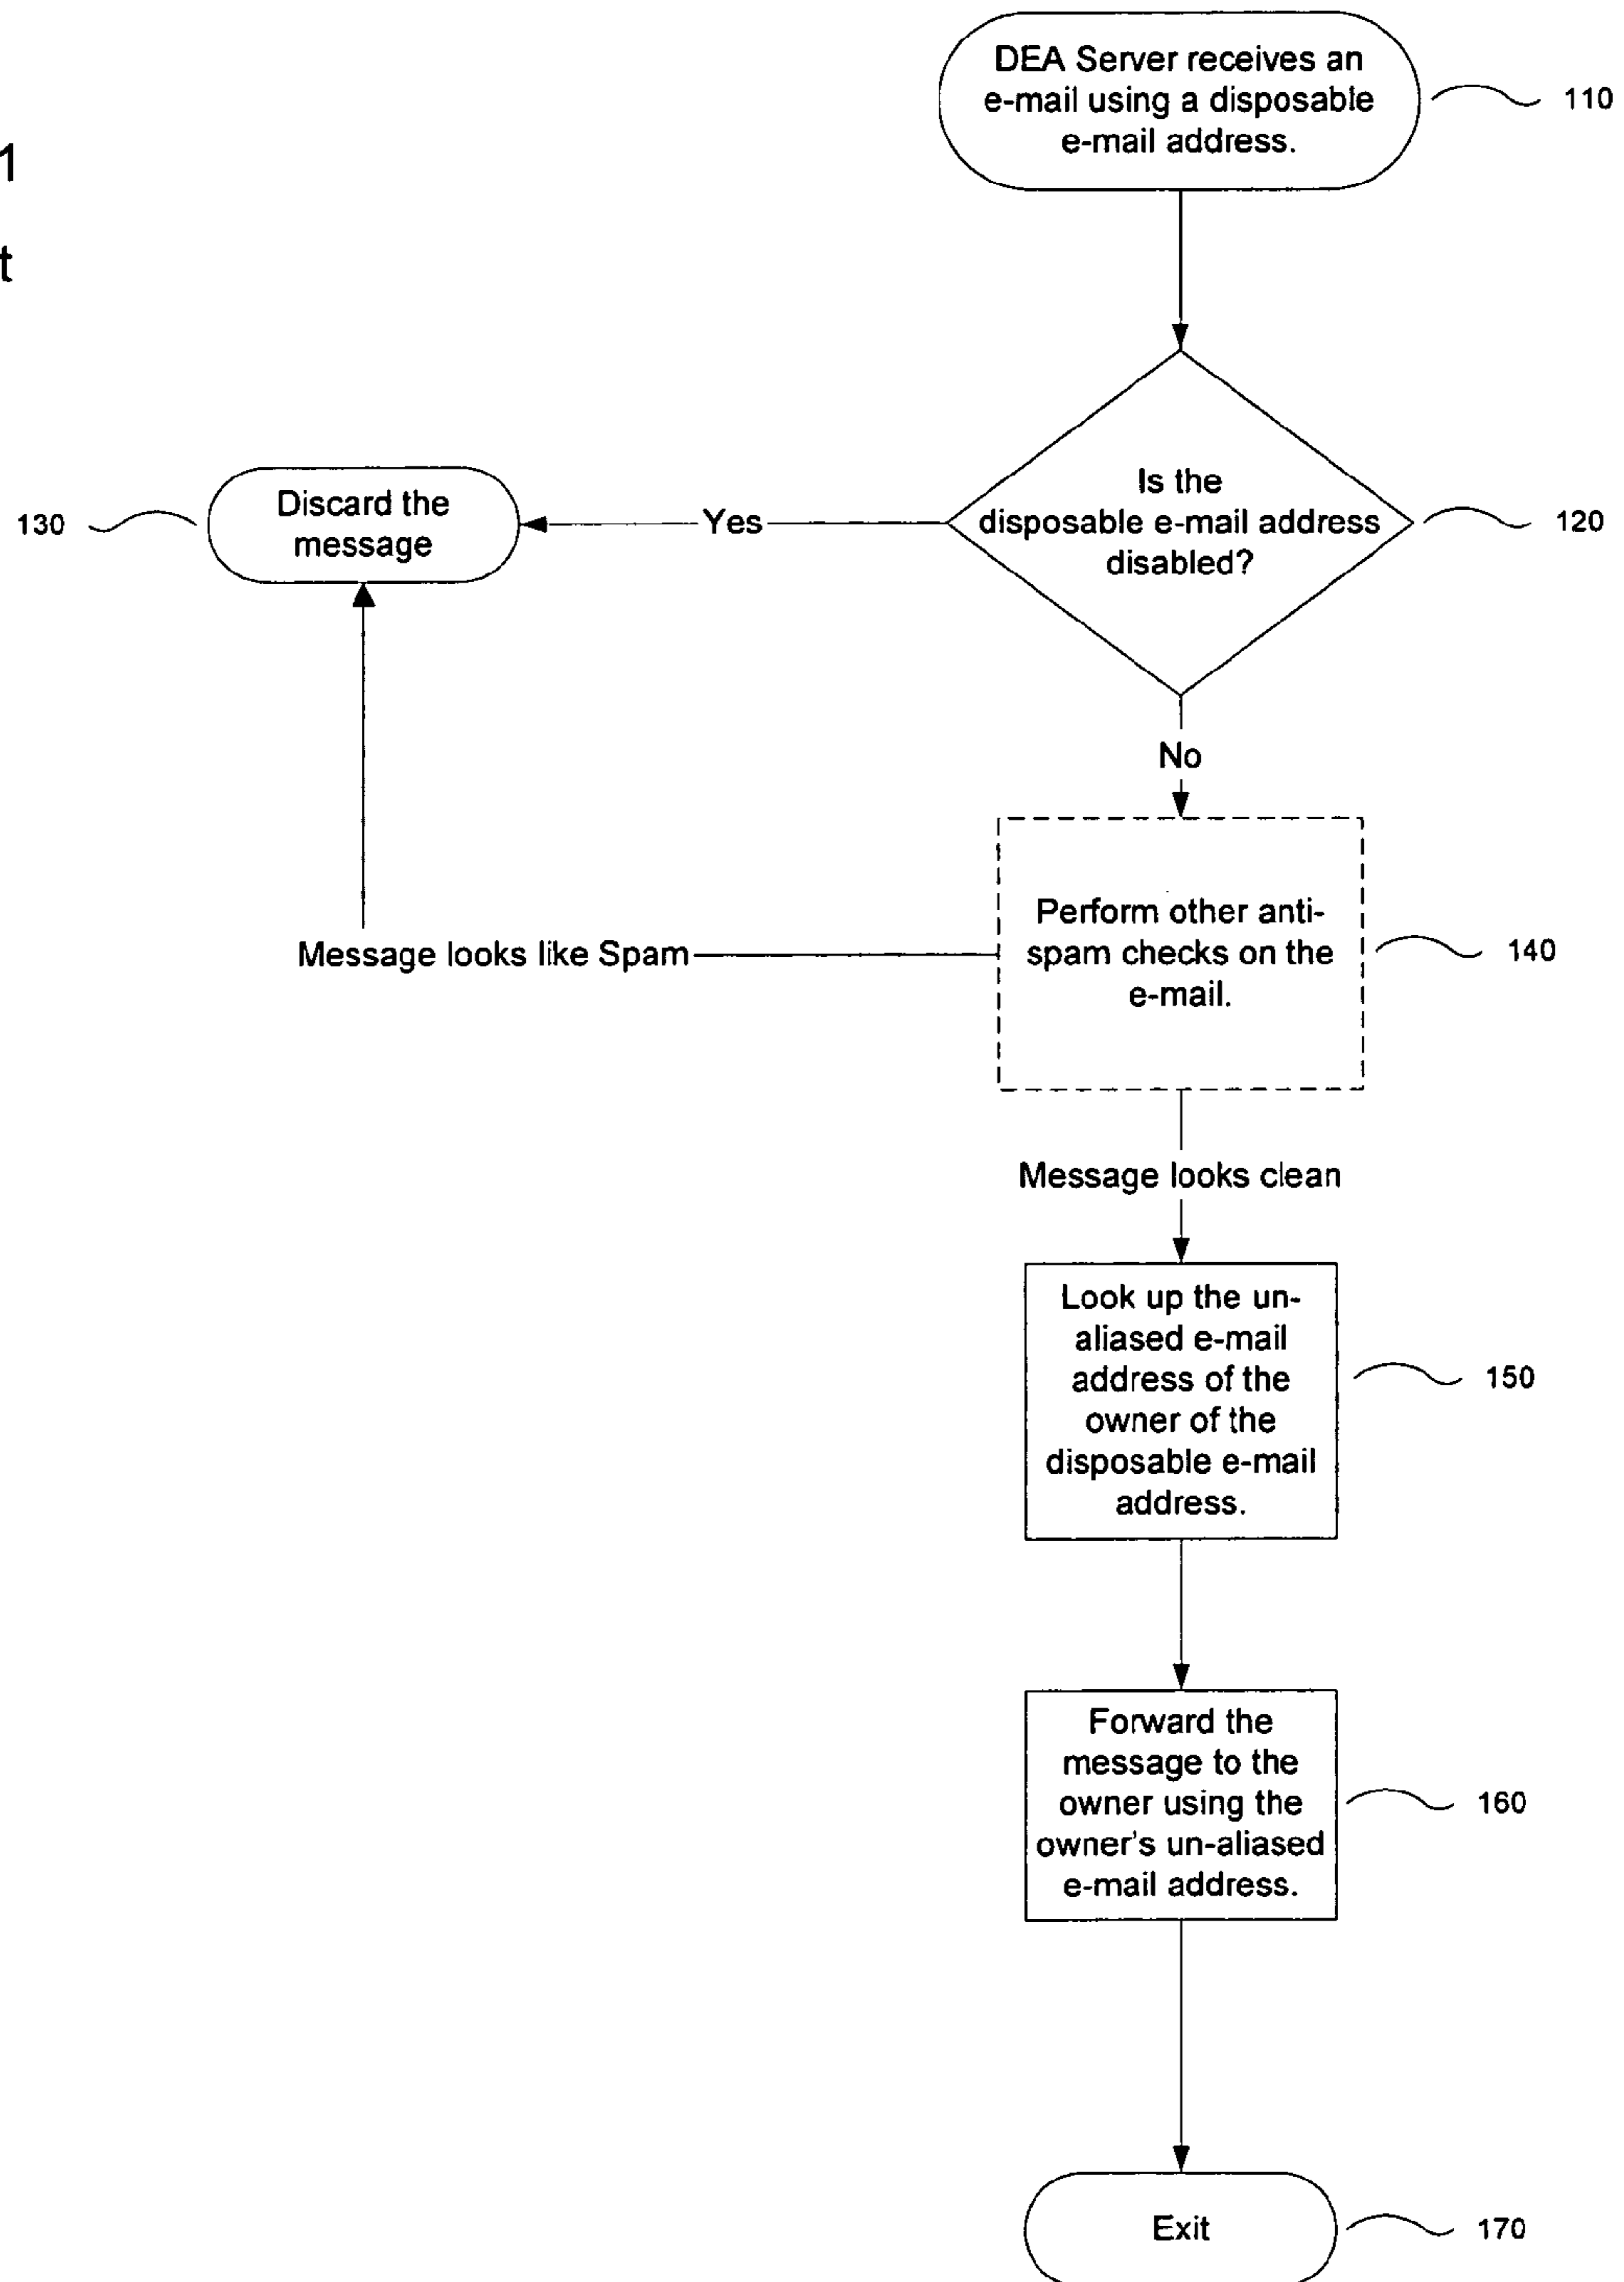 DEA Server receives an
e-mail using a disposable
e-mail address.
110
1
t
Is the
disposable e-mail address
disabled?
120
Yes
Discard the
message
130
No
Perform other anti-
spam checks on the
e-mail.
140
Message looks like Spam
Message looks clean
Look up the un-
aliased e-mail
address of the
owner of the
disposable e-mail
address.
150
Forward the
message to the
owner using the
owner's un-aliased
e-mail address.
160
Exit
170